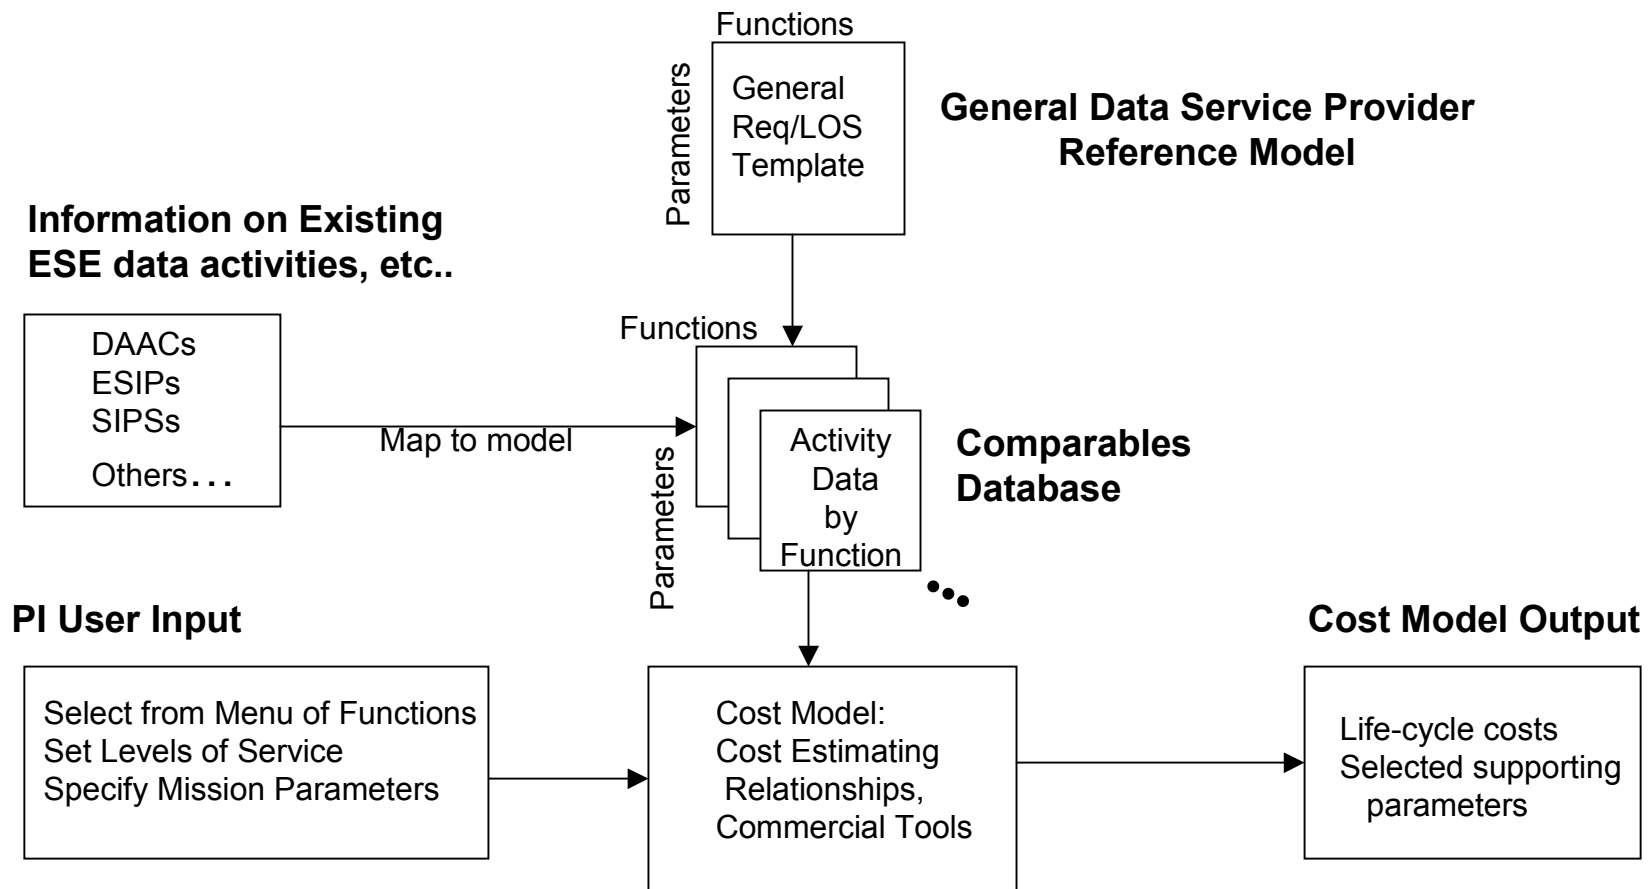 Functions
Parameters
General
Req/LOS
Template
General Data Service Provider
Reference Model
Information on Existing
ESE data activities, etc..
DAACs
ESIPs
SIPSs
Others...
Map to model
Functions
Parameters
Activity
Data
by
Function
Comparables
Database
...
PI User Input
Select from Menu of Functions
Set Levels of Service
Specify Mission Parameters
Cost Model:
Cost Estimating
Relationships,
Commercial Tools
Cost Model Output
Life-cycle costs
Selected supporting
parameters